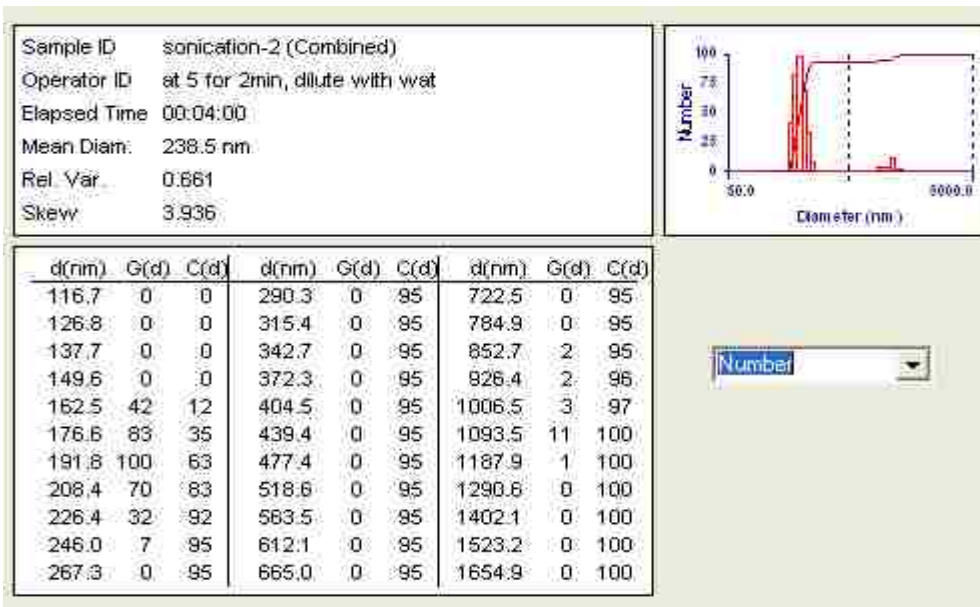 Sample ID sonication-2 (Combined)
Operator ID at 5 for 2min, dilute with wat
Elapsed Time 00:04:00
Mean Diam. 238.5 nm
Rel. Var. 0.661
Skew 3.936
100
75
50
25
0
Number
50.0 5000.0
Diameter (nm)
d(nm) G(d) C(d) d(nm) G(d) C(d) d(nm) G(d) C(d)
116.7 0 0 290.3 0 95 722.5 0 95
126.8 0 0 315.4 0 95 784.9 0 95
137.7 0 0 342.7 0 95 852.7 2 95
149.6 0 0 372.3 0 95 926.4 2 96
162.5 42 12 404.5 0 95 1006.5 3 97
176.6 83 35 439.4 0 95 1093.5 11 100
191.8 100 63 477.4 0 95 1187.9 1 100
208.4 70 83 518.6 0 95 1290.6 0 100
226.4 32 92 563.5 0 95 1402.1 0 100
246.0 7 95 612.1 0 95 1523.2 0 100
267.3 0 95 665.0 0 95 1654.9 0 100
Number